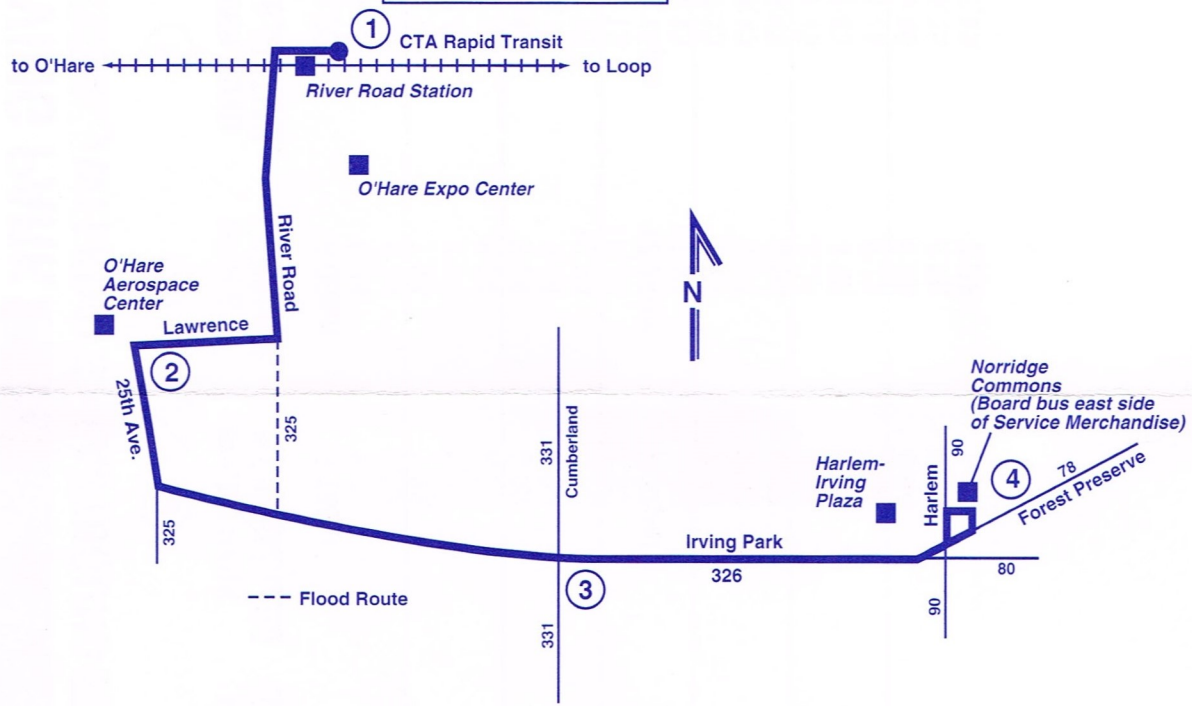 1
CTA Rapid Transit
to O'Hare
to Loop
River Road Station
O'Hare Expo Center
River Road
N
O'Hare
Aerospace
Center
Lawrence
2
25th Ave.
325
325
331
Cumberland
331
3
Norridge
Commons
(Board bus east side
of Service Merchandise)
Harlem-
Irving
Plaza
Harlem
90
4
78
Forest Preserve
Irving Park
326
80
90
Flood Route